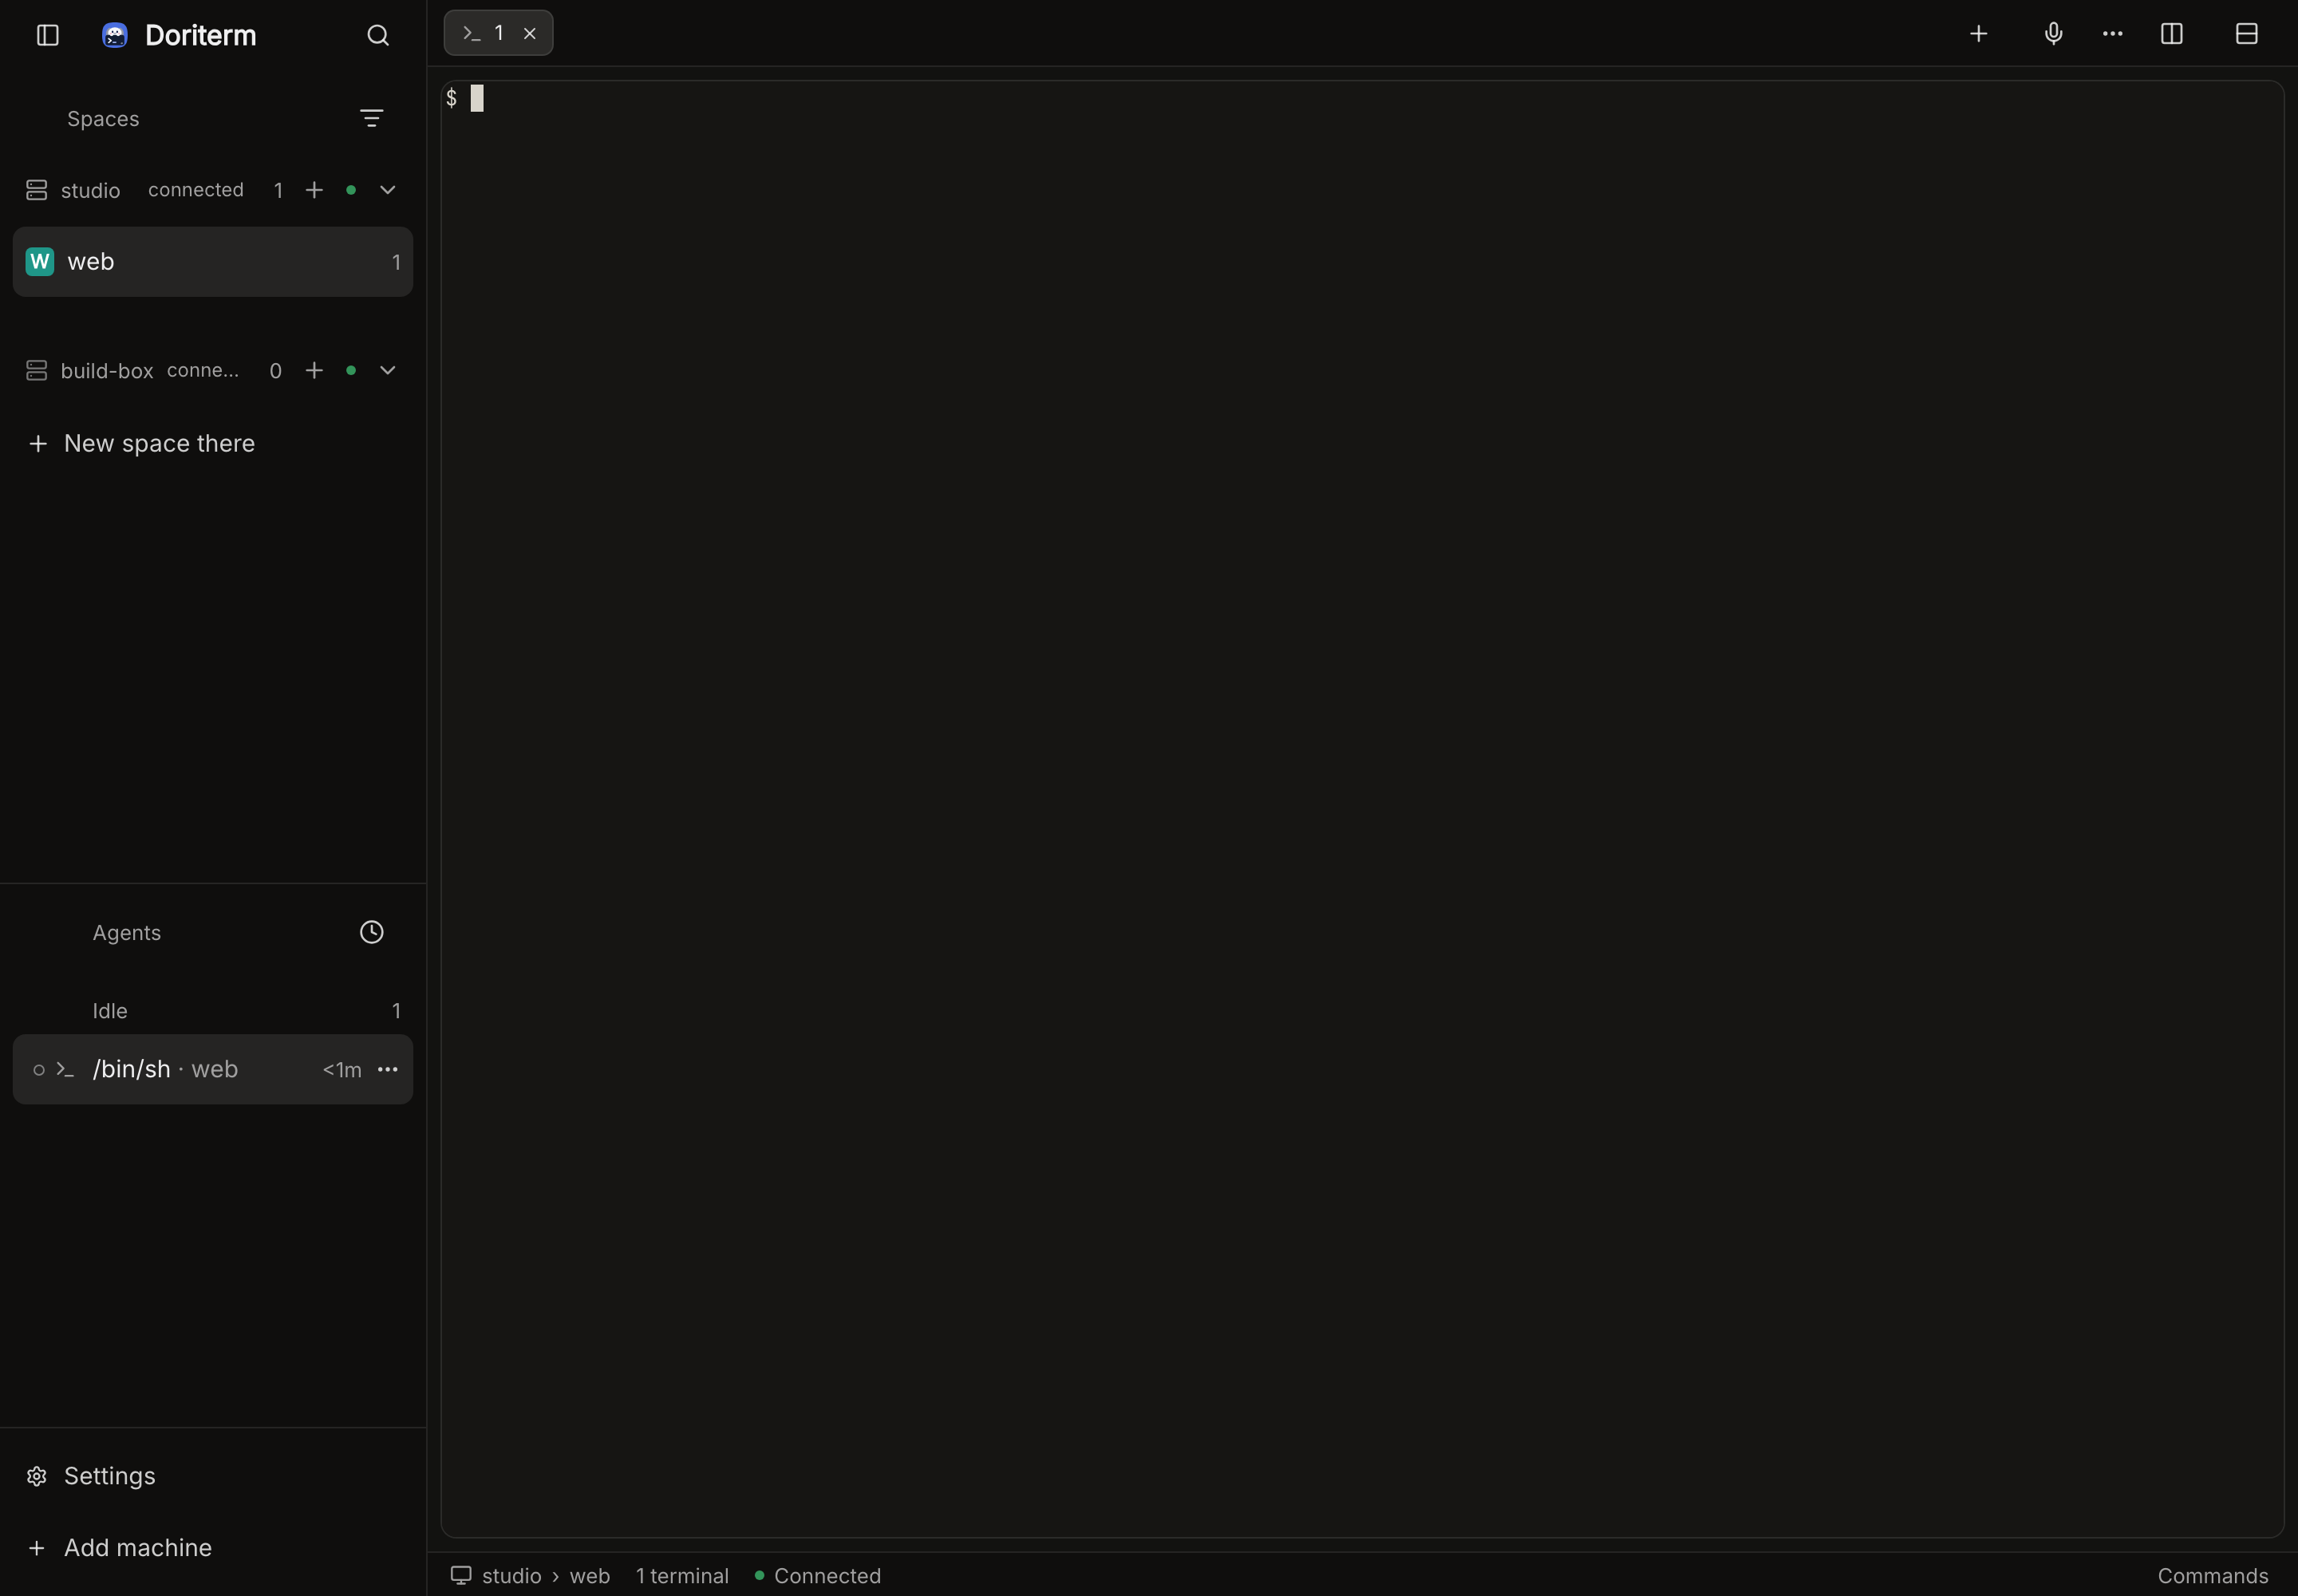 Doriterm
1
Spaces
studio connected 1
W web 1
build-box conne... 0
New space there
Agents
Idle 1
/bin/sh · web <1m
Settings
Add machine
$
studio › web 1 terminal Connected
Commands